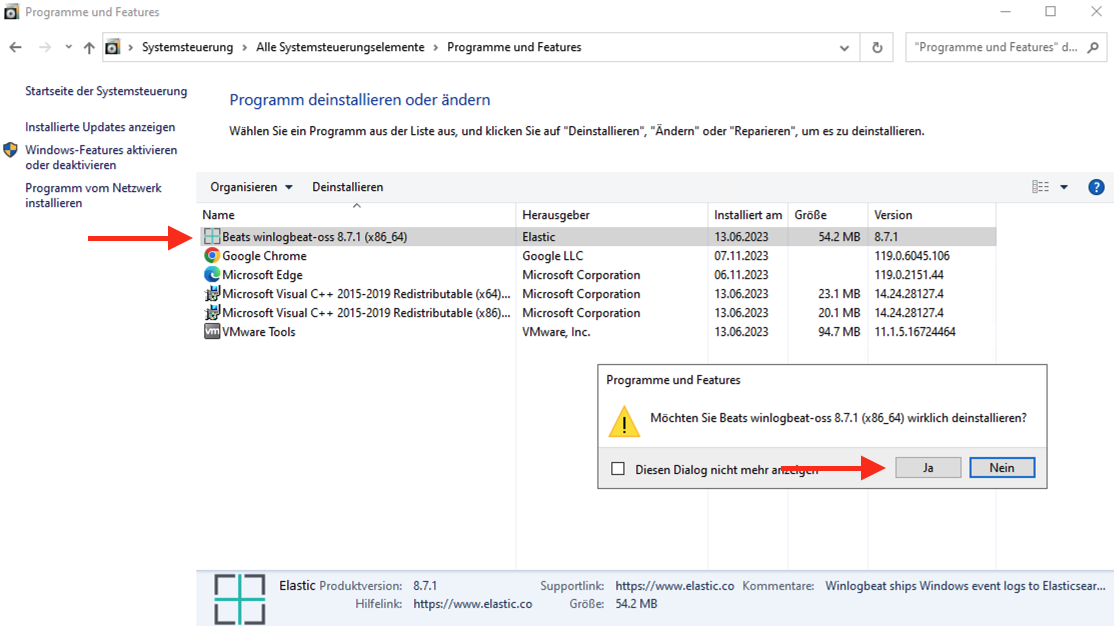 Programme und Features
Systemsteuerung › Alle Systemsteuerungselemente › Programme und Features
"Programme und Features" d...
Startseite der Systemsteuerung
Installierte Updates anzeigen
Windows-Features aktivieren
oder deaktivieren
Programm vom Netzwerk
installieren
Programm deinstallieren oder ändern
Wählen Sie ein Programm aus der Liste aus, und klicken Sie auf "Deinstallieren", "Ändern" oder "Reparieren", um es zu deinstallieren.
Organisieren Deinstallieren ?
Name Herausgeber Installiert am Größe Version
Beats winlogbeat-oss 8.7.1 (x86_64) Elastic 13.06.2023 54.2 MB 8.7.1
Google Chrome Google LLC 07.11.2023 119.0.6045.106
Microsoft Edge Microsoft Corporation 06.11.2023 119.0.2151.44
Microsoft Visual C++ 2015-2019 Redistributable (x64)... Microsoft Corporation 13.06.2023 23.1 MB 14.24.28127.4
Microsoft Visual C++ 2015-2019 Redistributable (x86)... Microsoft Corporation 13.06.2023 20.1 MB 14.24.28127.4
vm VMware Tools VMware, Inc. 13.06.2023 94.7 MB 11.1.5.16724464
Programme und Features
Möchten Sie Beats winlogbeat-oss 8.7.1 (x86_64) wirklich deinstallieren?
Diesen Dialog nicht mehr anzeigen Ja Nein
Elastic Produktversion: 8.7.1 Supportlink: https://www.elastic.co Kommentare: Winlogbeat ships Windows event logs to Elasticsear...
Hilfelink: https://www.elastic.co Größe: 54.2 MB